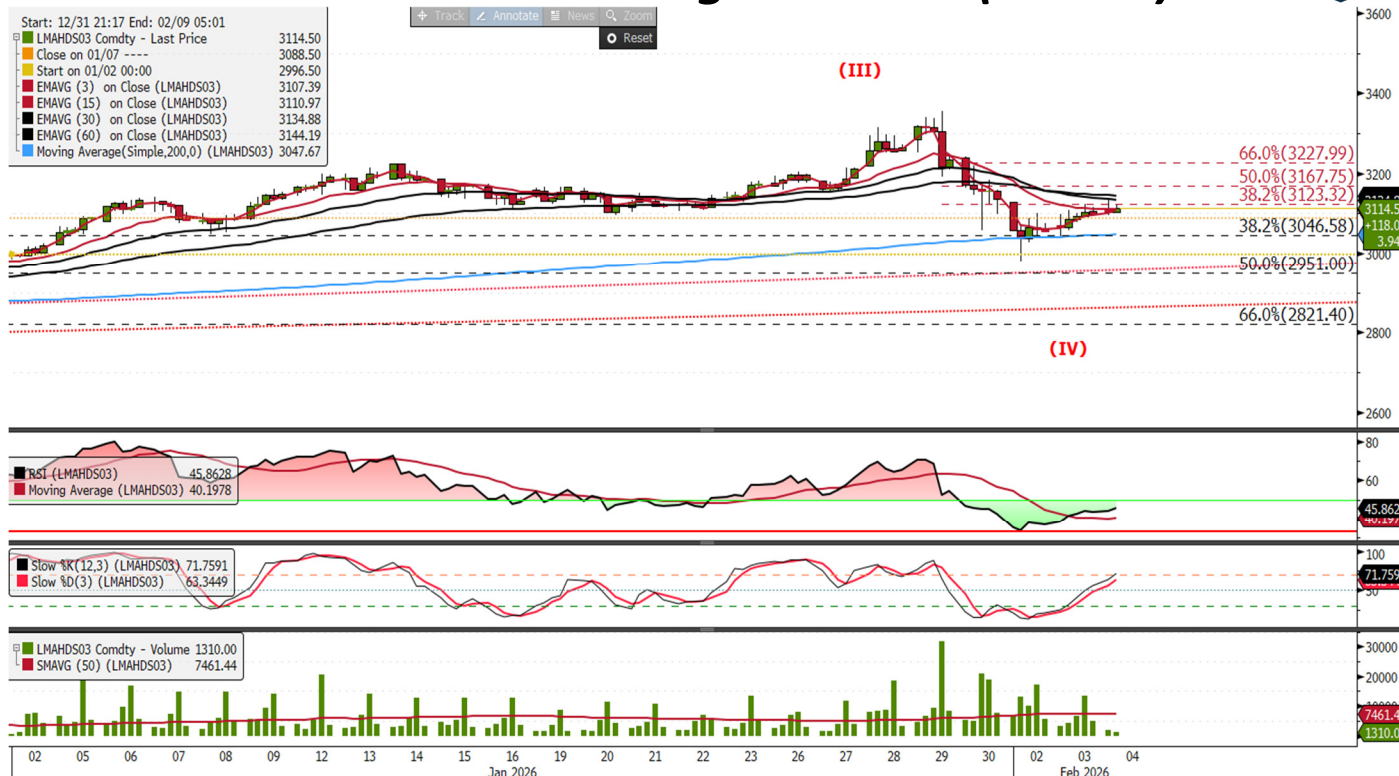 Start: 12/31 21:17 End: 02/09 05:01
LMAHDS03 Comdty - Last Price 3114.50
Close on 01/07 ---- 3088.50
Start on 01/02 00:00 2996.50
EMAVG (3) on Close (LMAHDS03) 3107.39
EMAVG (15) on Close (LMAHDS03) 3110.97
EMAVG (30) on Close (LMAHDS03) 3134.88
EMAVG (60) on Close (LMAHDS03) 3144.19
Moving Average(Simple,200,0) (LMAHDS03) 3047.67
Track Annotate News Zoom
Reset
(III)
66.0%(3227.99)
50.0%(3167.75)
38.2%(3123.32)
38.2%(3046.58)
50.0%(2951.00)
66.0%(2821.40)
(IV)
3600
3400
3200
3114.5
+118.0
3.94
3000
2800
2600
RSI (LMAHDS03) 45.8628
Moving Average (LMAHDS03) 40.1978
80
60
45.862
Slow %K(12,3) (LMAHDS03) 71.7591
Slow %D(3) (LMAHDS03) 63.3449
100
71.759
50
LMAHDS03 Comdty - Volume 1310.00
SMAVG (50) (LMAHDS03) 7461.44
30000
20000
7461.4
1310.0
02 05 06 07 08 09 12 13 14 15 16 19 20 21 22 23 26 27 28 29 30 02 03 04
Jan 2026 Feb 2026